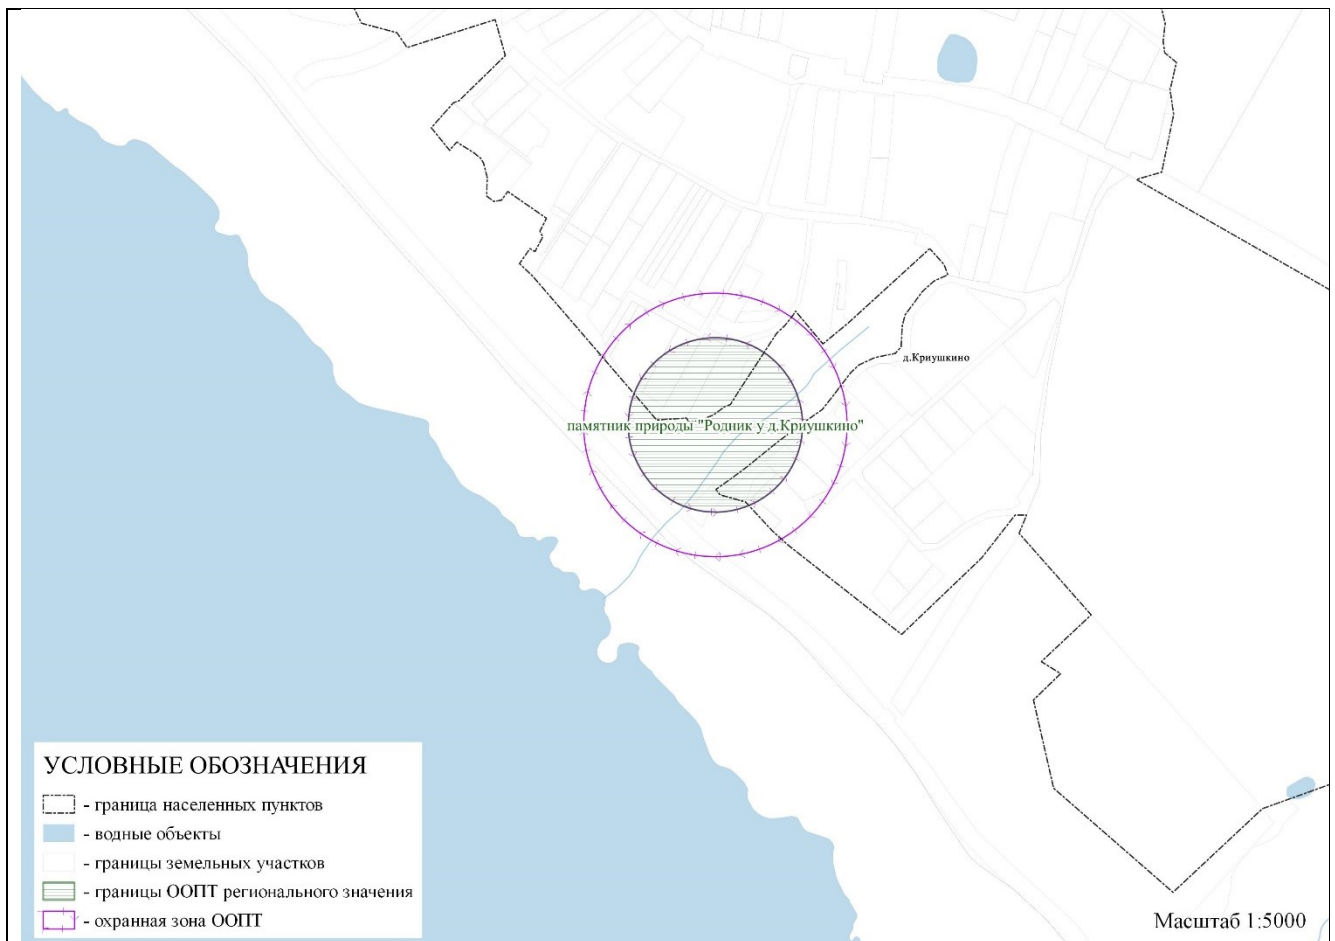 д.Криушкино
памятник природы "Родник у д.Криушкино"
УСЛОВНЫЕ ОБОЗНАЧЕНИЯ
- граница населенных пунктов
- водные объекты
- границы земельных участков
- границы ООПТ регионального значения
- охранная зона ООПТ
Масштаб 1:5000